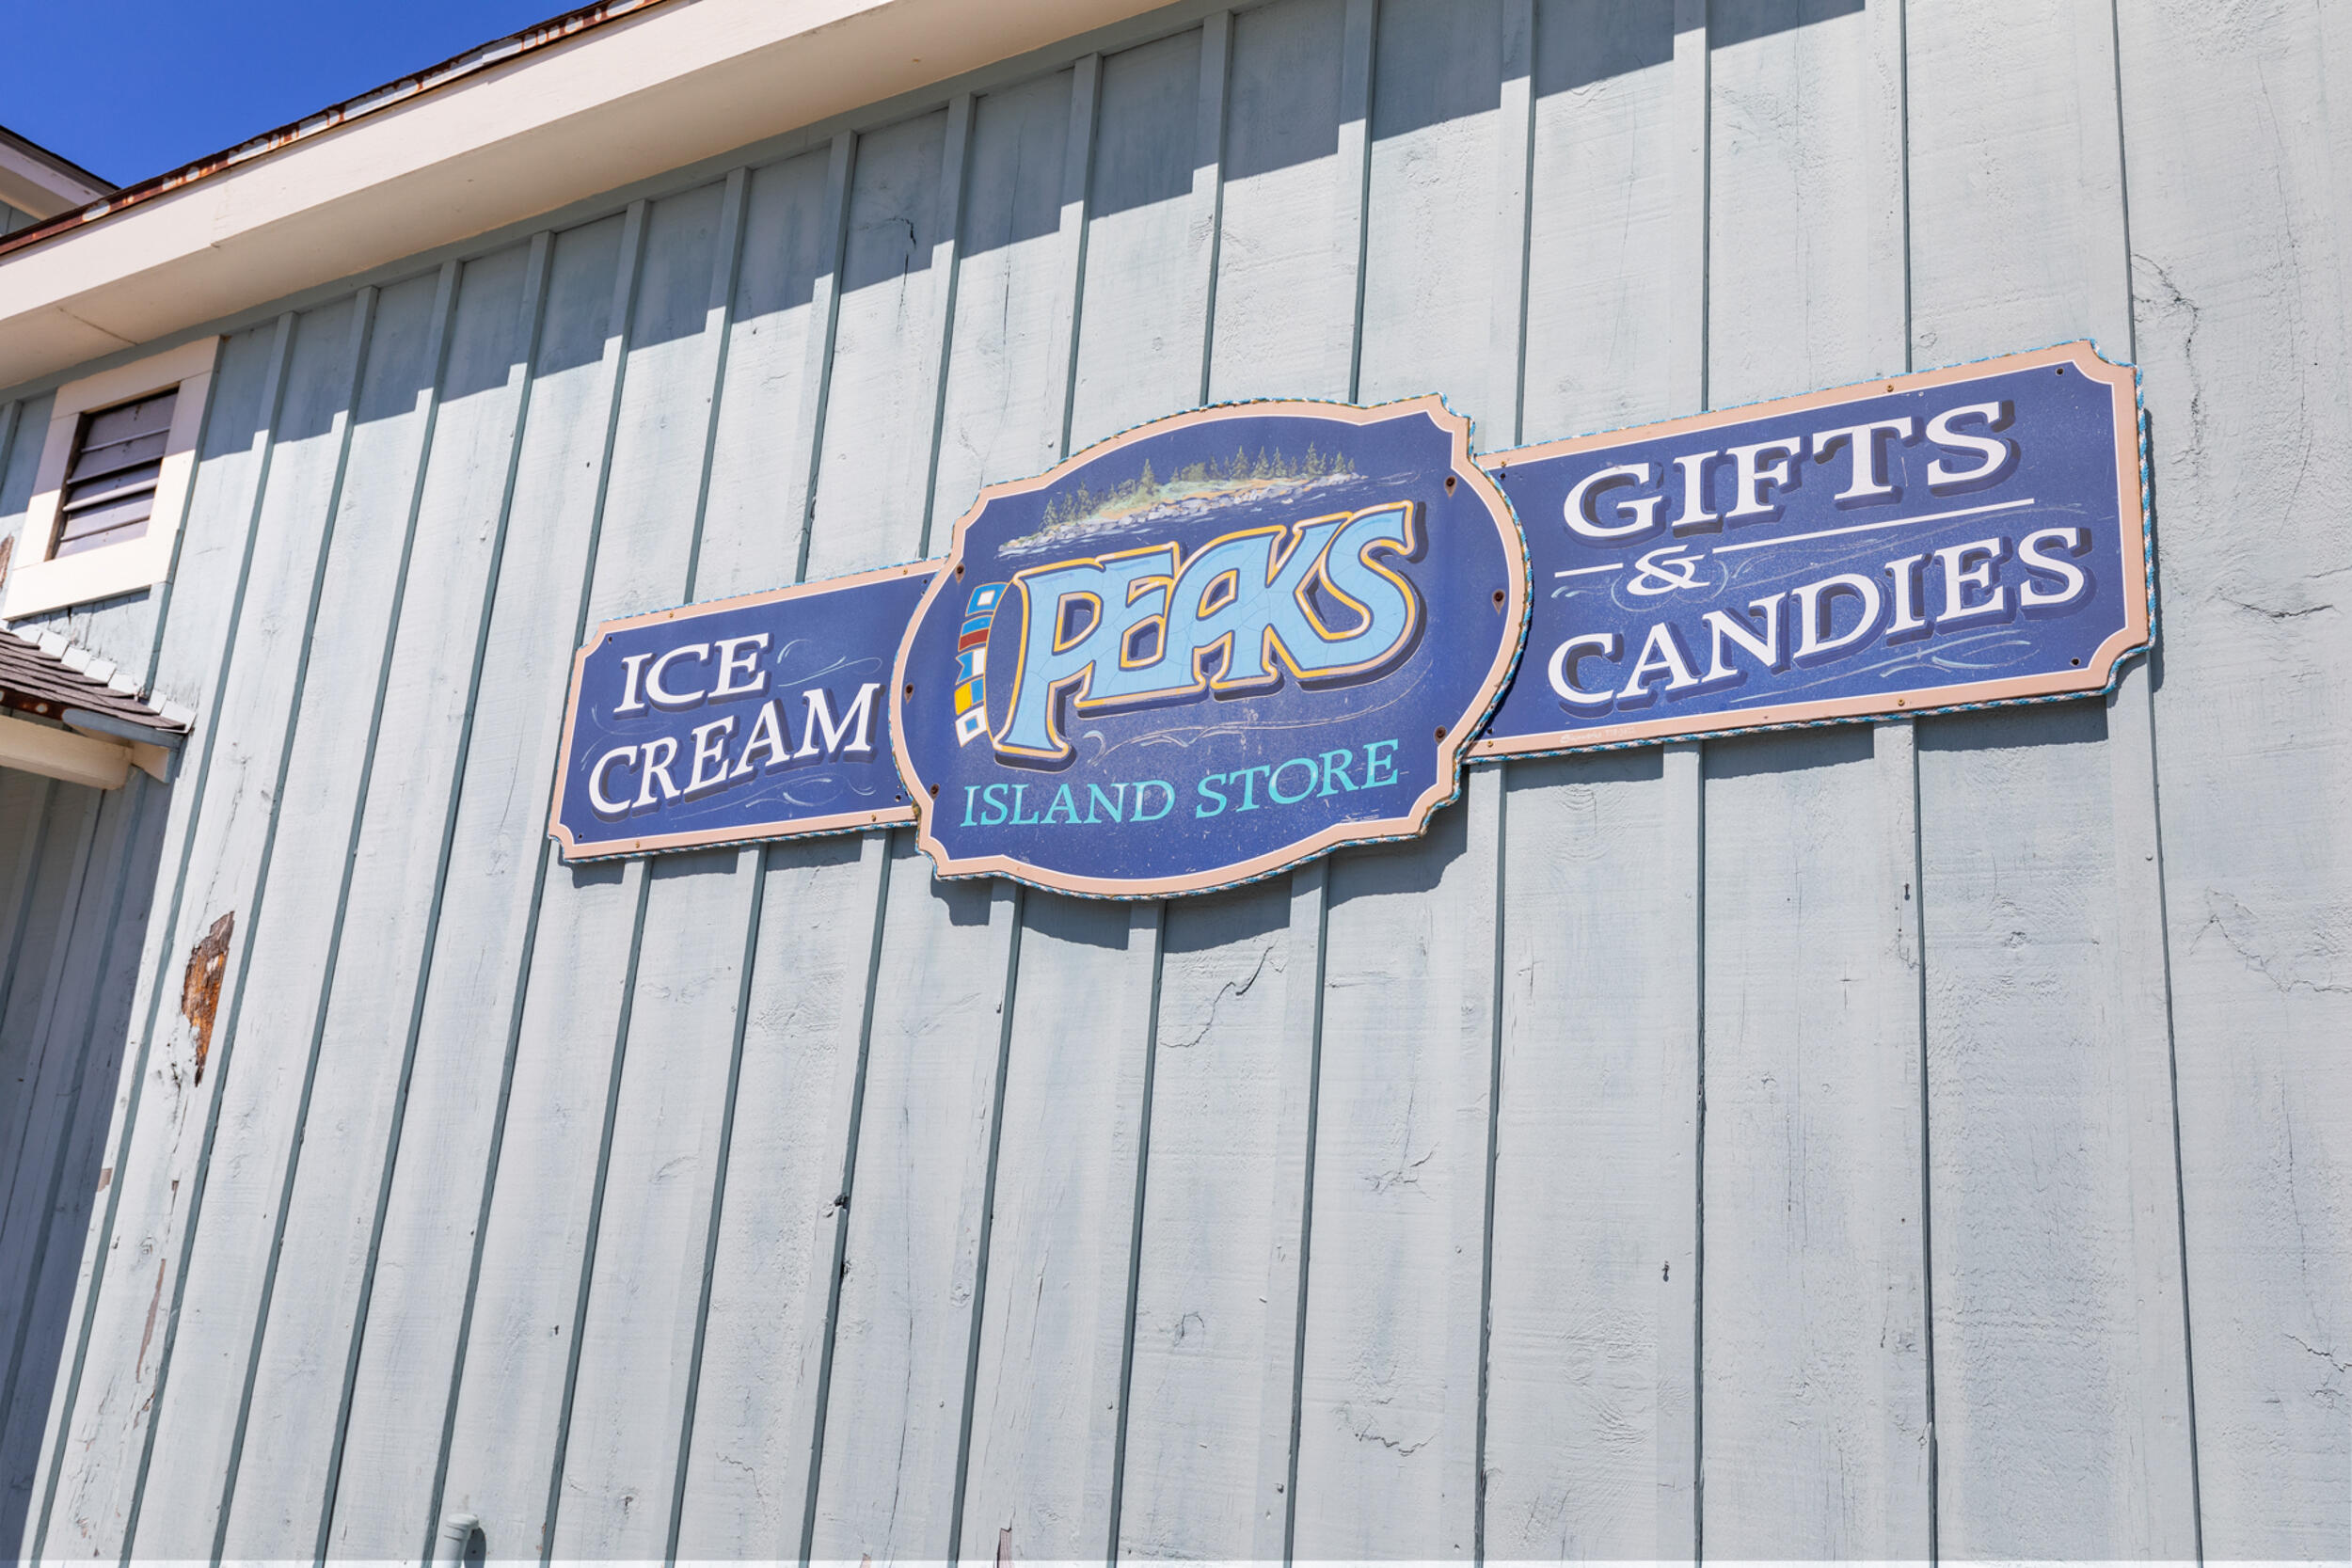 ICE
CREAM
PEAKS
ISLAND STORE
GIFTS
&
CANDIES